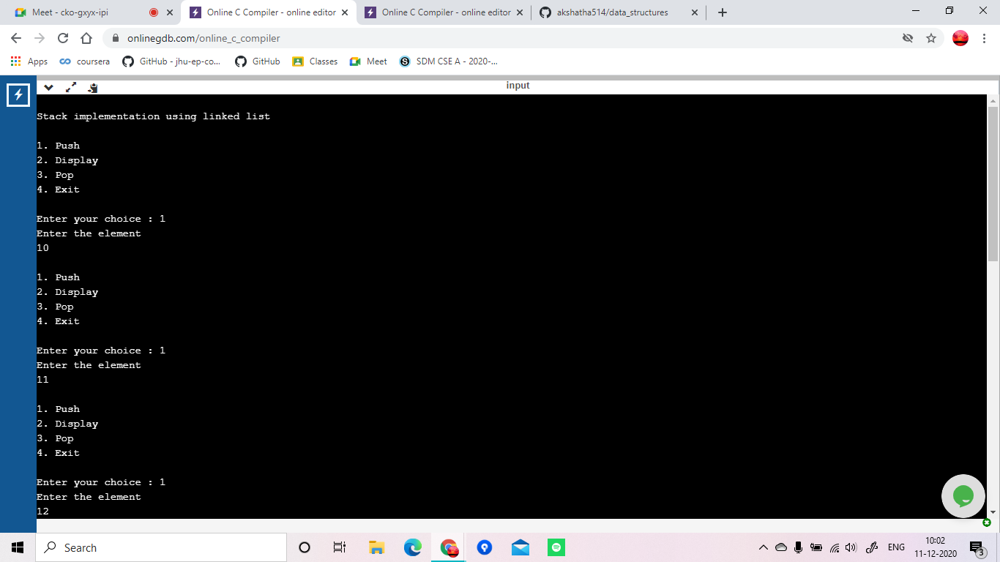 Meet - cko-gxyx-ipi
Online C Compiler - online editor
Online C Compiler - online editor
akshatha514/data_structures
onlinegdb.com/online_c_compiler
Apps
coursera
GitHub - jhu-ep-co...
GitHub
Classes
Meet
SDM CSE A - 2020-...
input
Stack implementation using linked list
1. Push
2. Display
3. Pop
4. Exit
Enter your choice : 1
Enter the element
10
1. Push
2. Display
3. Pop
4. Exit
Enter your choice : 1
Enter the element
11
1. Push
2. Display
3. Pop
4. Exit
Enter your choice : 1
Enter the element
12
Search
ENG
10:02
11-12-2020
3